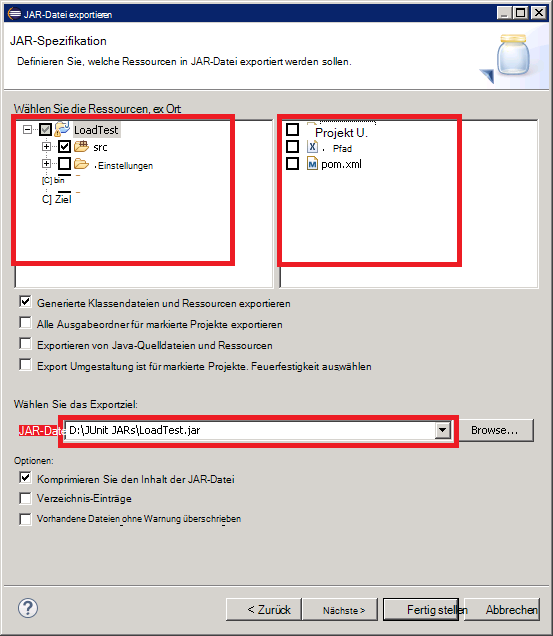 JAR-Datei exportieren
JAR-Spezifikation
Definieren Sie, welche Ressourcen in JAR-Datei exportiert werden sollen.
Wählen Sie die Ressourcen, ex Ort:
LoadTest
src
. Einstellungen
[C] bin
C] Ziel
Projekt U.
. Pfad
pom.xml
Generierte Klassendateien und Ressourcen exportieren
Alle Ausgabeordner für markierte Projekte exportieren
Exportieren von Java-Quelldateien und Ressourcen
Export Umgestaltung ist für markierte Projekte. Feuerfestigkeit auswählen
Wählen Sie das Exportziel:
JAR-Date D:\JUnit JARs\LoadTest.jar Browse...
Optionen:
Komprimieren Sie den Inhalt der JAR-Datei
Verzeichnis-Einträge
Vorhandene Dateien ohne Warnung überschrieben
? < Zurück Nächste > Fertig stellen Abbrechen